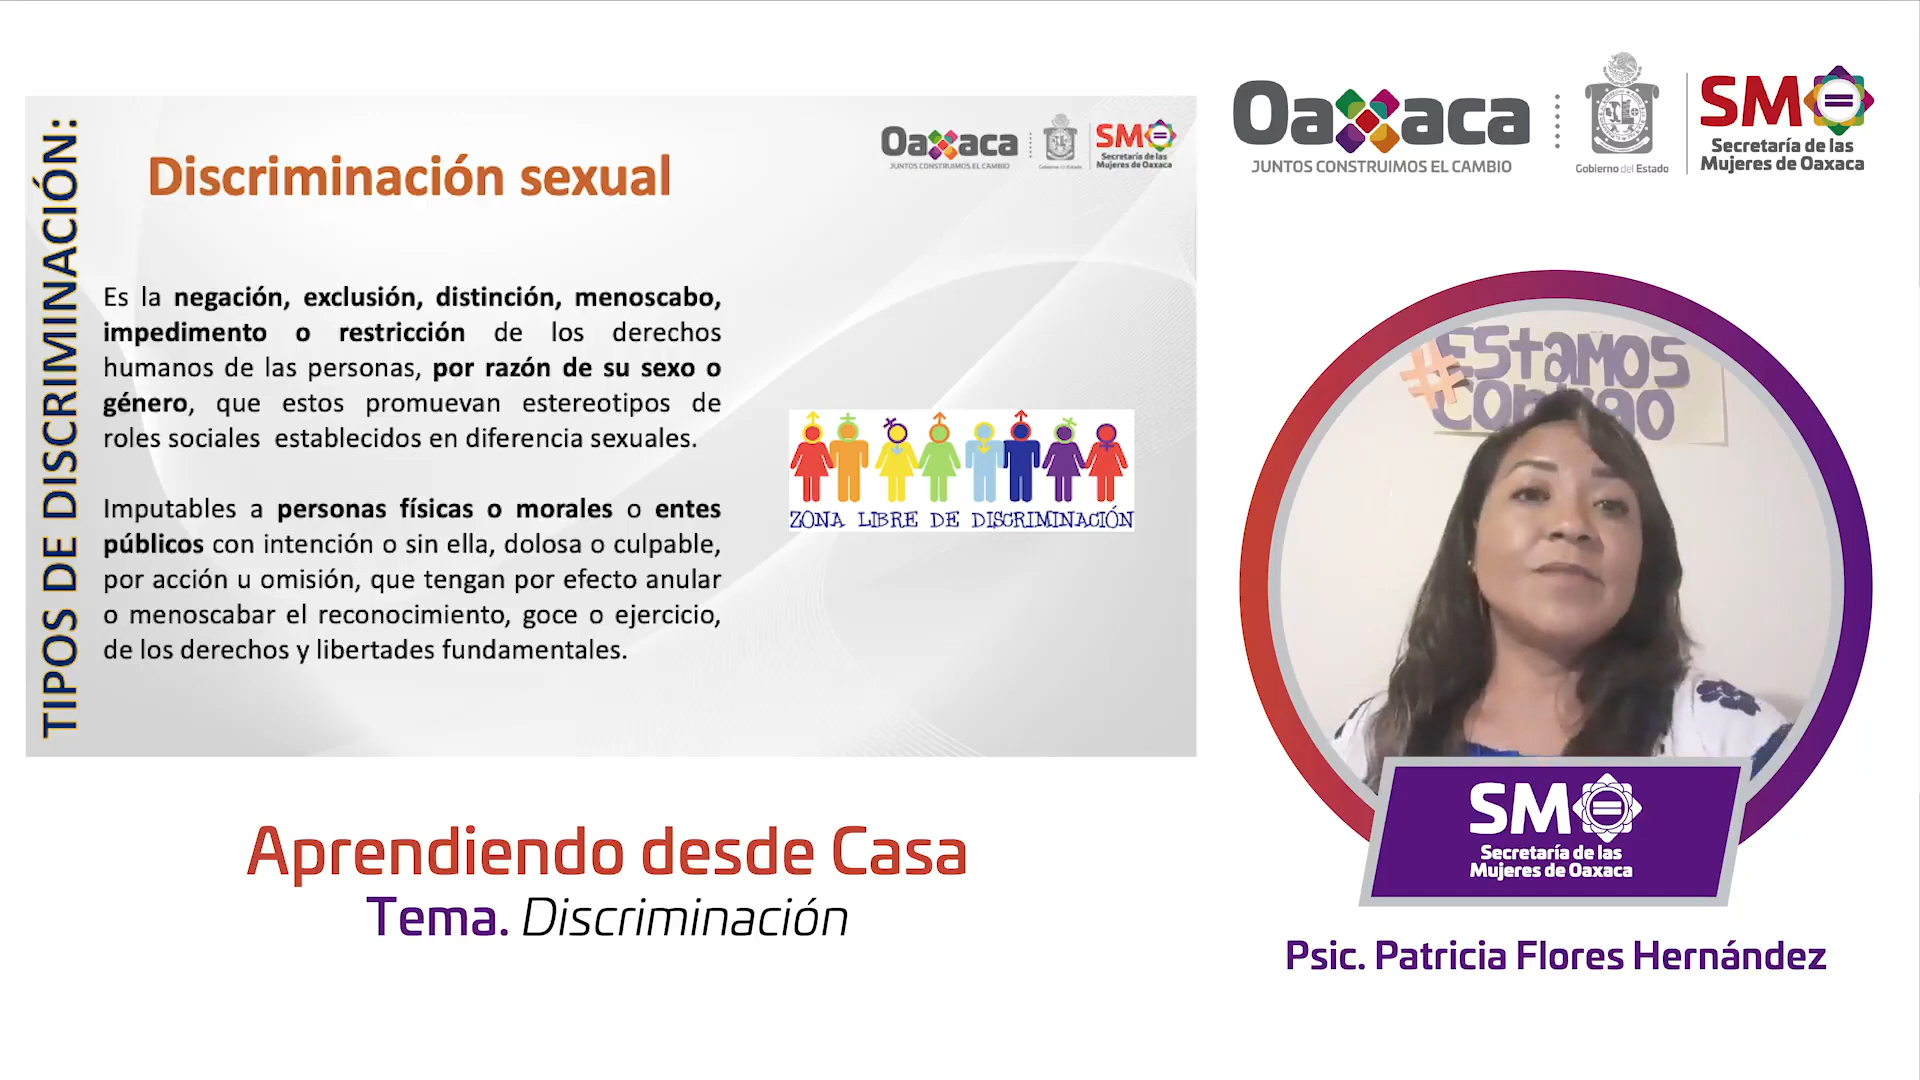 TIPOS DE DISCRIMINACIÓN:
Discriminación sexual
Oaxaca
JUNTOS CONSTRUIMOS EL CAMBIO
Gobierno del Estado
SM
Secretaría de las
Mujeres de Oaxaca
Es la negación, exclusión, distinción, menoscabo,
impedimento o restricción de los derechos
humanos de las personas, por razón de su sexo o
género, que estos promuevan estereotipos de
roles sociales establecidos en diferencia sexuales.
Imputables a personas físicas o morales o entes
públicos con intención o sin ella, dolosa o culpable,
por acción u omisión, que tengan por efecto anular
o menoscabar el reconocimiento, goce o ejercicio,
de los derechos y libertades fundamentales.
ZONA LIBRE DE DISCRIMINACIÓN
Aprendiendo desde Casa
Tema. Discriminación
Oaxaca
JUNTOS CONSTRUIMOS EL CAMBIO
Gobierno del Estado
SM
Secretaría de las
Mujeres de Oaxaca
#EStamos
SM
Secretaría de las
Mujeres de Oaxaca
Psic. Patricia Flores Hernández